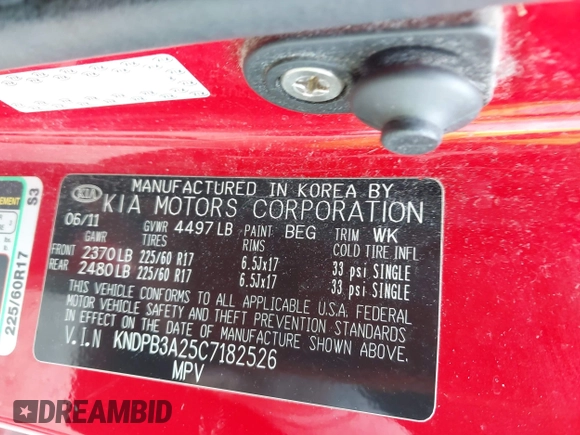 MANUFACTURED IN KOREA BY
KIA KIA MOTORS CORPORATION
06/11 GVWR 4497 LB PAINT BEG TRIM WK
GAWR TIRES RIMS COLD TIRE INFL
FRONT 2370 LB 225/60 R17 6.5Jx17 33 psi SINGLE
REAR 2480 LB 225/60 R17 6.5Jx17 33 psi SINGLE
THIS VEHICLE CONFORMS TO ALL APPLICABLE U.S.A. FEDERAL
MOTOR VEHICLE SAFETY AND THEFT PREVENTION STANDARDS
IN EFFECT ON THE DATE OF MANUFACTURE SHOWN ABOVE.
V.I.N KNDPB3A25C7182526
MPV
S3
225/60R17
DREAMBID